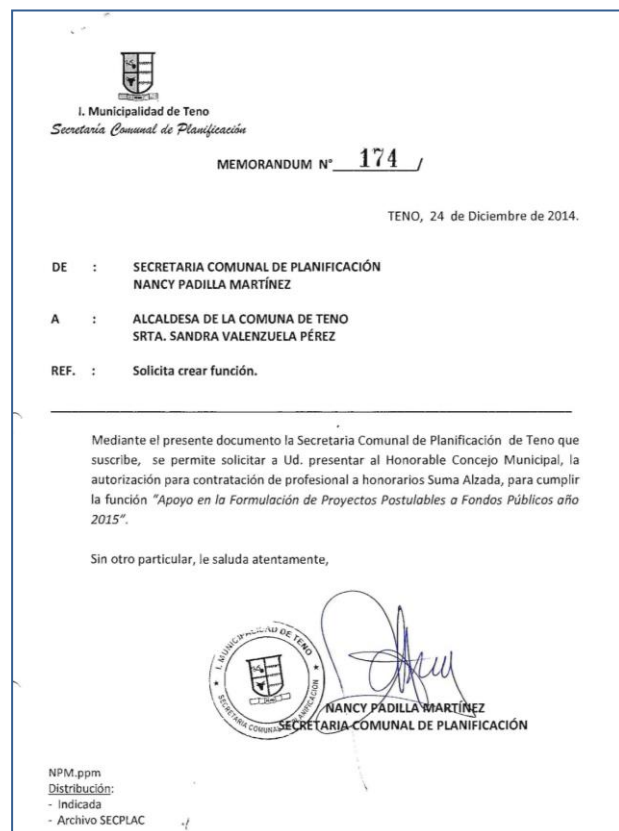 I. Municipalidad de Teno
Secretaría Comunal de Planificación
MEMORANDUM N° 174 /
TENO, 24 de Diciembre de 2014.
DE : SECRETARIA COMUNAL DE PLANIFICACIÓN
NANCY PADILLA MARTÍNEZ
A : ALCALDESA DE LA COMUNA DE TENO
SRTA. SANDRA VALENZUELA PÉREZ
REF. : Solicita crear función.
Mediante el presente documento la Secretaria Comunal de Planificación de Teno que
suscribe, se permite solicitar a Ud. presentar al Honorable Concejo Municipal, la
autorización para contratación de profesional a honorarios Suma Alzada, para cumplir
la función "Apoyo en la Formulación de Proyectos Postulables a Fondos Públicos año
2015".
Sin otro particular, le saluda atentamente,
I. MUNICIPALIDAD DE TENO
SECRETARIA COMUNAL DE PLANIFICACION
NANCY PADILLA MARTÍNEZ
SECRETARIA COMUNAL DE PLANIFICACIÓN
NPM.ppm
Distribución:
- Indicada
- Archivo SECPLAC